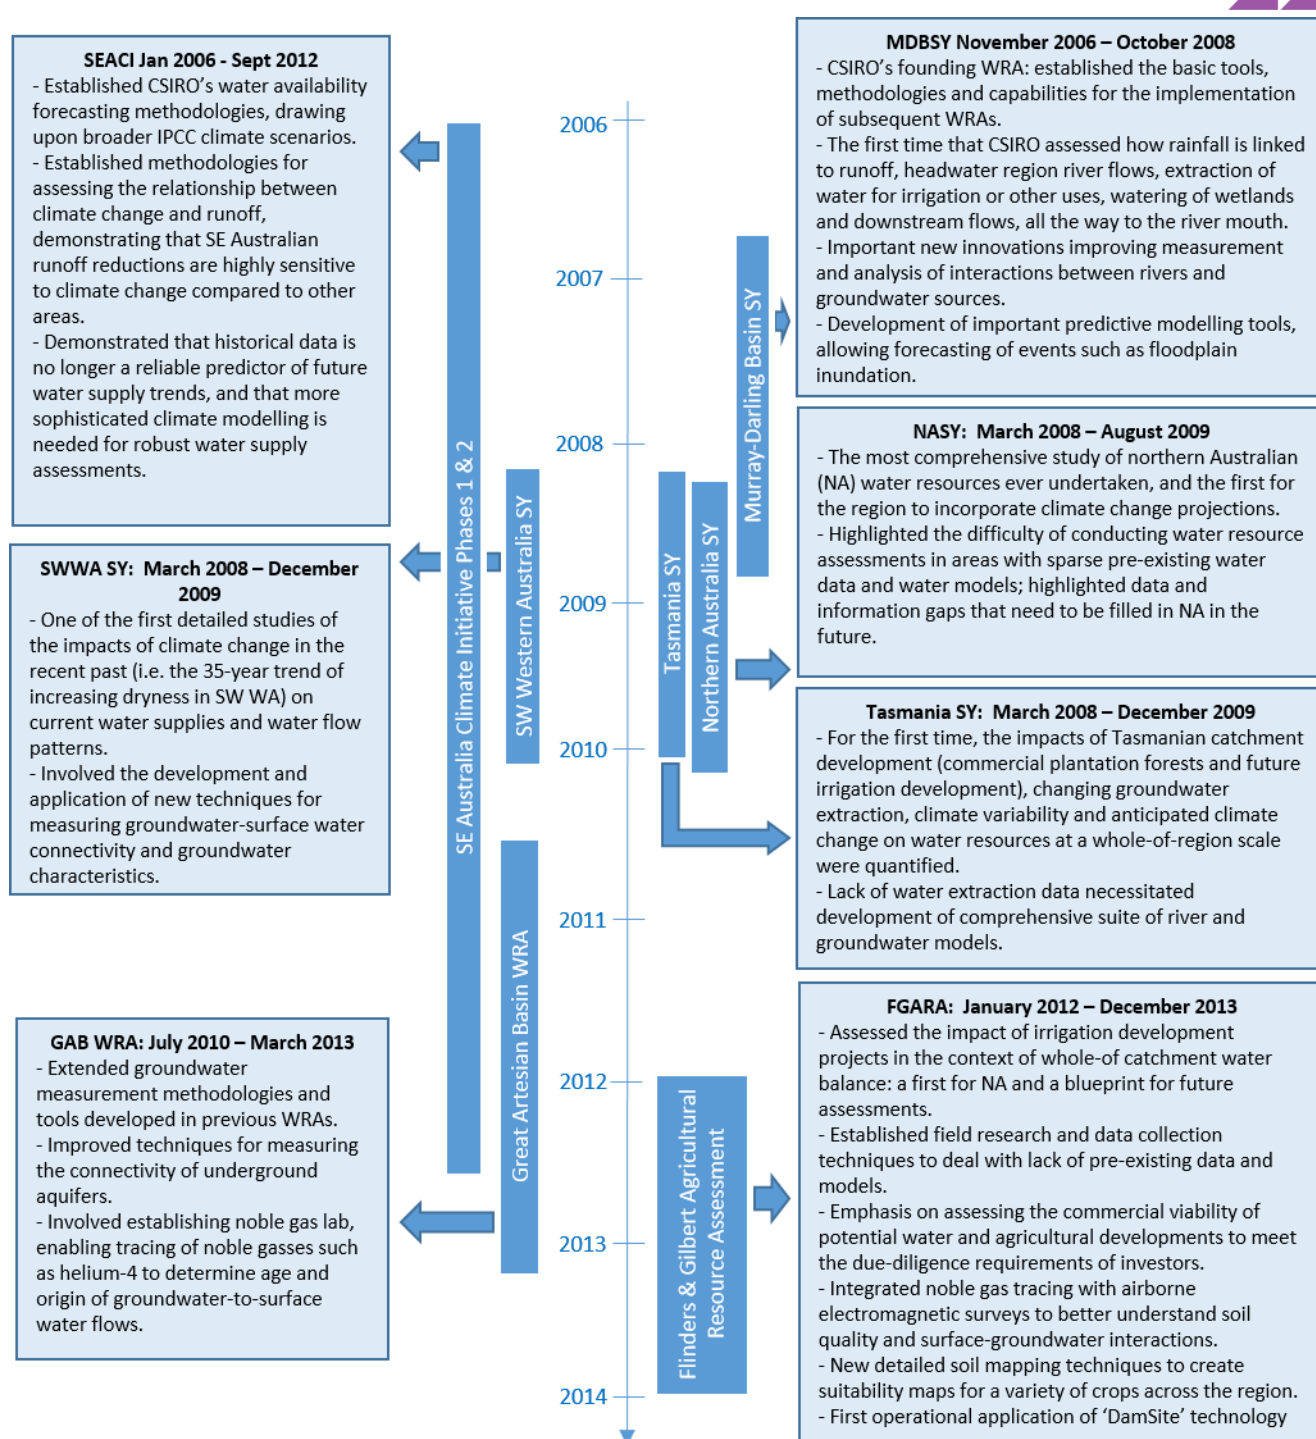 SEACI Jan 2006 - Sept 2012
- Established CSIRO’s water availability
forecasting methodologies, drawing
upon broader IPCC climate scenarios.
- Established methodologies for
assessing the relationship between
climate change and runoff,
demonstrating that SE Australian
runoff reductions are highly sensitive
to climate change compared to other
areas.
- Demonstrated that historical data is
no longer a reliable predictor of future
water supply trends, and that more
sophisticated climate modelling is
needed for robust water supply
assessments.
SWWA SY: March 2008 – December
2009
- One of the first detailed studies of
the impacts of climate change in the
recent past (i.e. the 35-year trend of
increasing dryness in SW WA) on
current water supplies and water flow
patterns.
- Involved the development and
application of new techniques for
measuring groundwater-surface water
connectivity and groundwater
characteristics.
GAB WRA: July 2010 – March 2013
- Extended groundwater
measurement methodologies and
tools developed in previous WRAs.
- Improved techniques for measuring
the connectivity of underground
aquifers.
- Involved establishing noble gas lab,
enabling tracing of noble gasses such
as helium-4 to determine age and
origin of groundwater-to-surface
water flows.
SE Australia Climate Initiative Phases 1 & 2
SW Western Australia SY
Great Artesian Basin WRA
2006
2007
2008
2009
2010
2011
2012
2013
2014
Tasmania SY
Northern Australia SY
Murray-Darling Basin SY
Flinders & Gilbert Agricultural
Resource Assessment
MDBSY November 2006 – October 2008
- CSIRO’s founding WRA: established the basic tools,
methodologies and capabilities for the implementation
of subsequent WRAs.
- The first time that CSIRO assessed how rainfall is linked
to runoff, headwater region river flows, extraction of
water for irrigation or other uses, watering of wetlands
and downstream flows, all the way to the river mouth.
- Important new innovations improving measurement
and analysis of interactions between rivers and
groundwater sources.
- Development of important predictive modelling tools,
allowing forecasting of events such as floodplain
inundation.
NASY: March 2008 – August 2009
- The most comprehensive study of northern Australian
(NA) water resources ever undertaken, and the first for
the region to incorporate climate change projections.
- Highlighted the difficulty of conducting water resource
assessments in areas with sparse pre-existing water
data and water models; highlighted data and
information gaps that need to be filled in NA in the
future.
Tasmania SY: March 2008 – December 2009
- For the first time, the impacts of Tasmanian catchment
development (commercial plantation forests and future
irrigation development), changing groundwater
extraction, climate variability and anticipated climate
change on water resources at a whole-of-region scale
were quantified.
- Lack of water extraction data necessitated
development of comprehensive suite of river and
groundwater models.
FGARA: January 2012 – December 2013
- Assessed the impact of irrigation development
projects in the context of whole-of catchment water
balance: a first for NA and a blueprint for future
assessments.
- Established field research and data collection
techniques to deal with lack of pre-existing data and
models.
- Emphasis on assessing the commercial viability of
potential water and agricultural developments to meet
the due-diligence requirements of investors.
- Integrated noble gas tracing with airborne
electromagnetic surveys to better understand soil
quality and surface-groundwater interactions.
- New detailed soil mapping techniques to create
suitability maps for a variety of crops across the region.
- First operational application of ‘DamSite’ technology